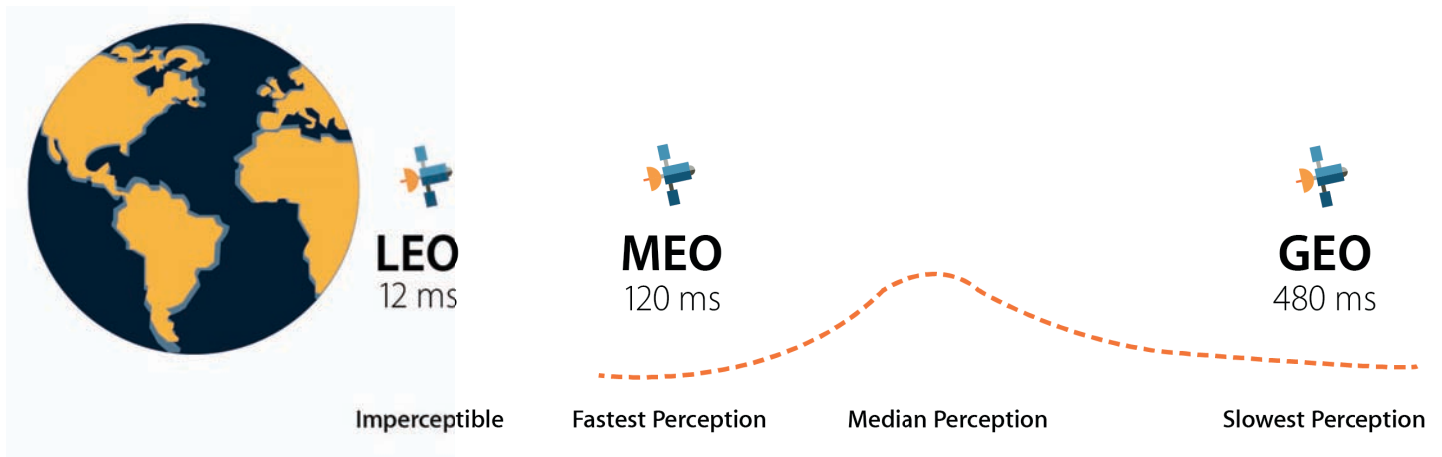 LEO
12 ms
MEO
120 ms
GEO
480 ms
Imperceptible
Fastest Perception
Median Perception
Slowest Perception